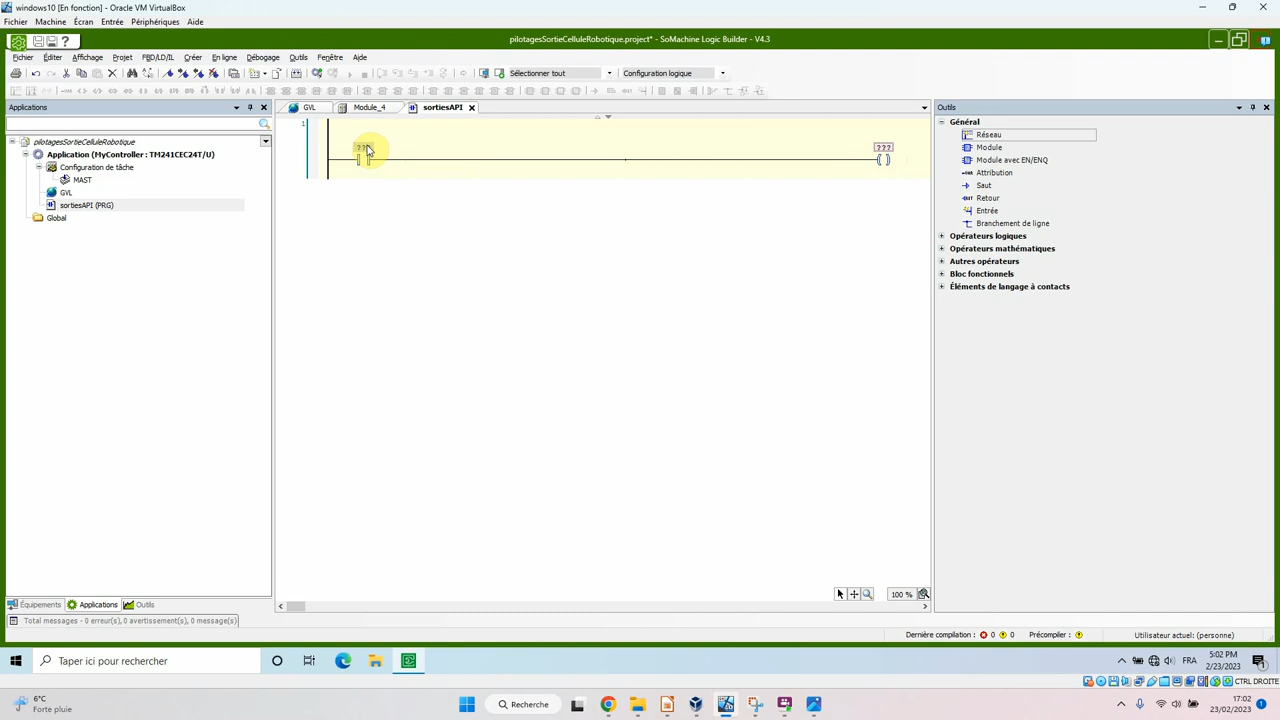 windows10 [En fonction] - Oracle VM VirtualBox
Fichier Machine Écran Entrée Périphériques Aide
pilotagesSortieCelluleRobotique.project* - SoMachine Logic Builder - V4.3
Fichier Éditer Affichage Projet FBD/LD/IL Créer En ligne Débogage Outils Fenêtre Aide
Sélectionner tout Configuration logique
Applications
GVL Module_4 sortiesAPI
Outils
pilotagesSortieCelluleRobotique
Application (MyController : TM241CEC24T/U)
Configuration de tâche
MAST
GVL
sortiesAPI (PRG)
Global
1
???
???
Général
Réseau
Module
Module avec EN/ENQ
Attribution
Saut
Retour
Entrée
Branchement de ligne
Opérateurs logiques
Opérateurs mathématiques
Autres opérateurs
Bloc fonctionnels
Éléments de langage à contacts
100 %
Équipements Applications Outils
Total messages - 0 erreur(s), 0 avertissement(s), 0 message(s)
Dernière compilation : 0 0 Précompiler : Utilisateur actuel: (personne)
Taper ici pour rechercher
FRA
5:02 PM
2/23/2023
CTRL DROITE
6°C
Forte pluie
Recherche
17:02
23/02/2023